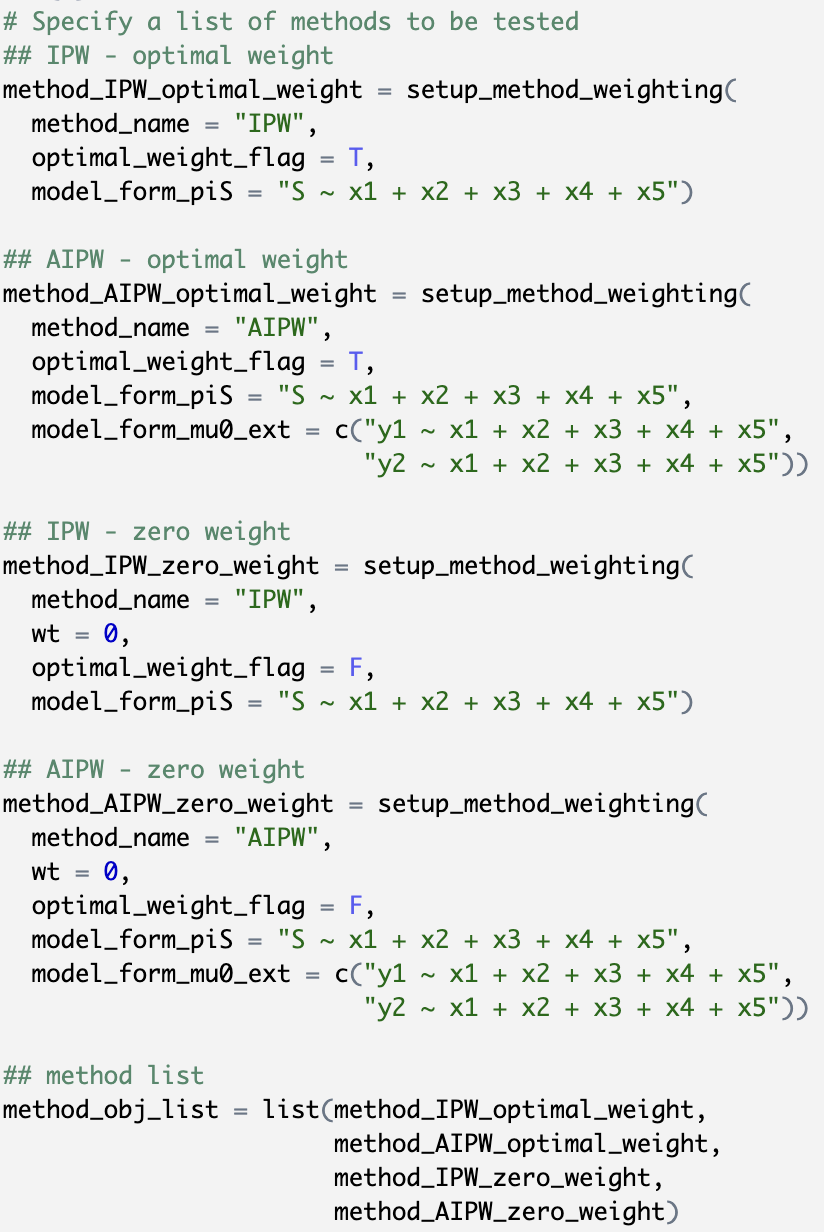 # Specify a list of methods to be tested
## IPW - optimal weight
method_IPW_optimal_weight = setup_method_weighting(
  method_name = "IPW",
  optimal_weight_flag = T,
  model_form_piS = "S ~ x1 + x2 + x3 + x4 + x5")

## AIPW - optimal weight
method_AIPW_optimal_weight = setup_method_weighting(
  method_name = "AIPW",
  optimal_weight_flag = T,
  model_form_piS = "S ~ x1 + x2 + x3 + x4 + x5",
  model_form_mu0_ext = c("y1 ~ x1 + x2 + x3 + x4 + x5",
                         "y2 ~ x1 + x2 + x3 + x4 + x5"))

## IPW - zero weight
method_IPW_zero_weight = setup_method_weighting(
  method_name = "IPW",
  wt = 0,
  optimal_weight_flag = F,
  model_form_piS = "S ~ x1 + x2 + x3 + x4 + x5")

## AIPW - zero weight
method_AIPW_zero_weight = setup_method_weighting(
  method_name = "AIPW",
  wt = 0,
  optimal_weight_flag = F,
  model_form_piS = "S ~ x1 + x2 + x3 + x4 + x5",
  model_form_mu0_ext = c("y1 ~ x1 + x2 + x3 + x4 + x5",
                         "y2 ~ x1 + x2 + x3 + x4 + x5"))

## method list
method_obj_list = list(method_IPW_optimal_weight,
                       method_AIPW_optimal_weight,
                       method_IPW_zero_weight,
                       method_AIPW_zero_weight)